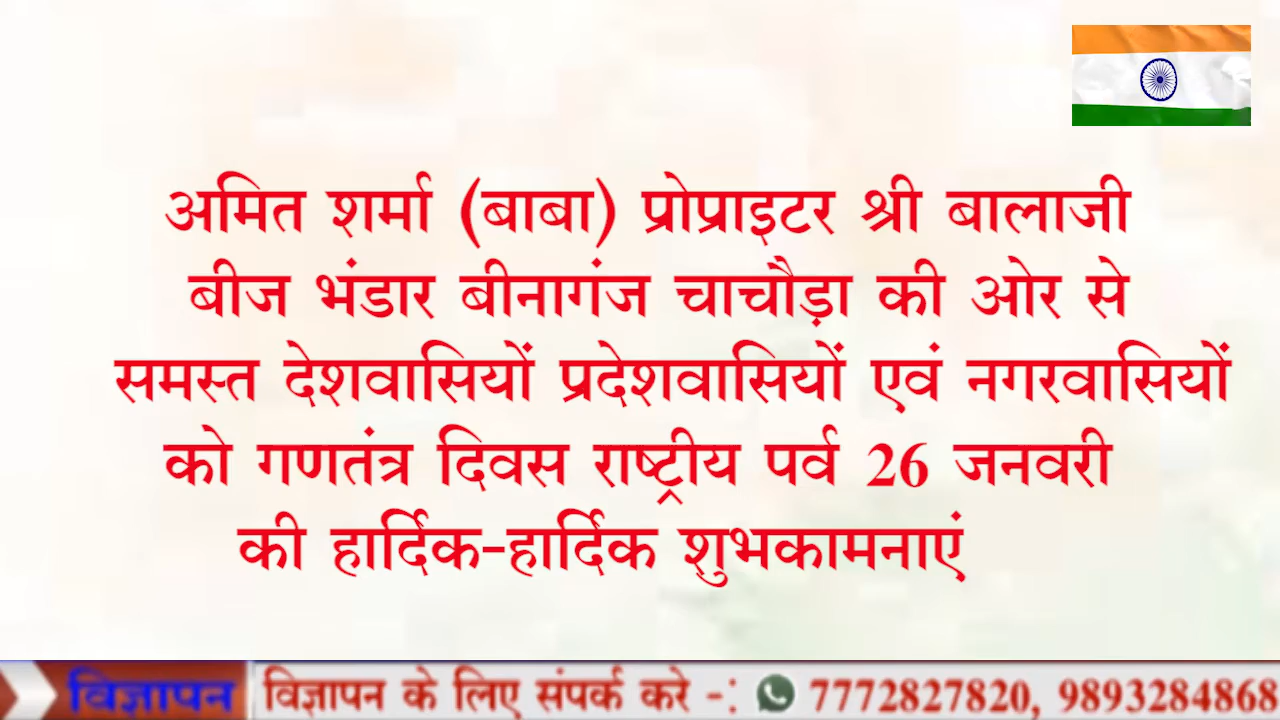 अमित शर्मा (बाबा) प्रोप्राइटर श्री बालाजी
बीज भंडार बीनागंज चाचौड़ा की ओर से
समस्त देशवासियों प्रदेशवासियों एवं नगरवासियों
को गणतंत्र दिवस राष्ट्रीय पर्व 26 जनवरी
की हार्दिक-हार्दिक शुभकामनाएं
विज्ञापन विज्ञापन के लिए संपर्क करे -: 7772827820, 9893284868